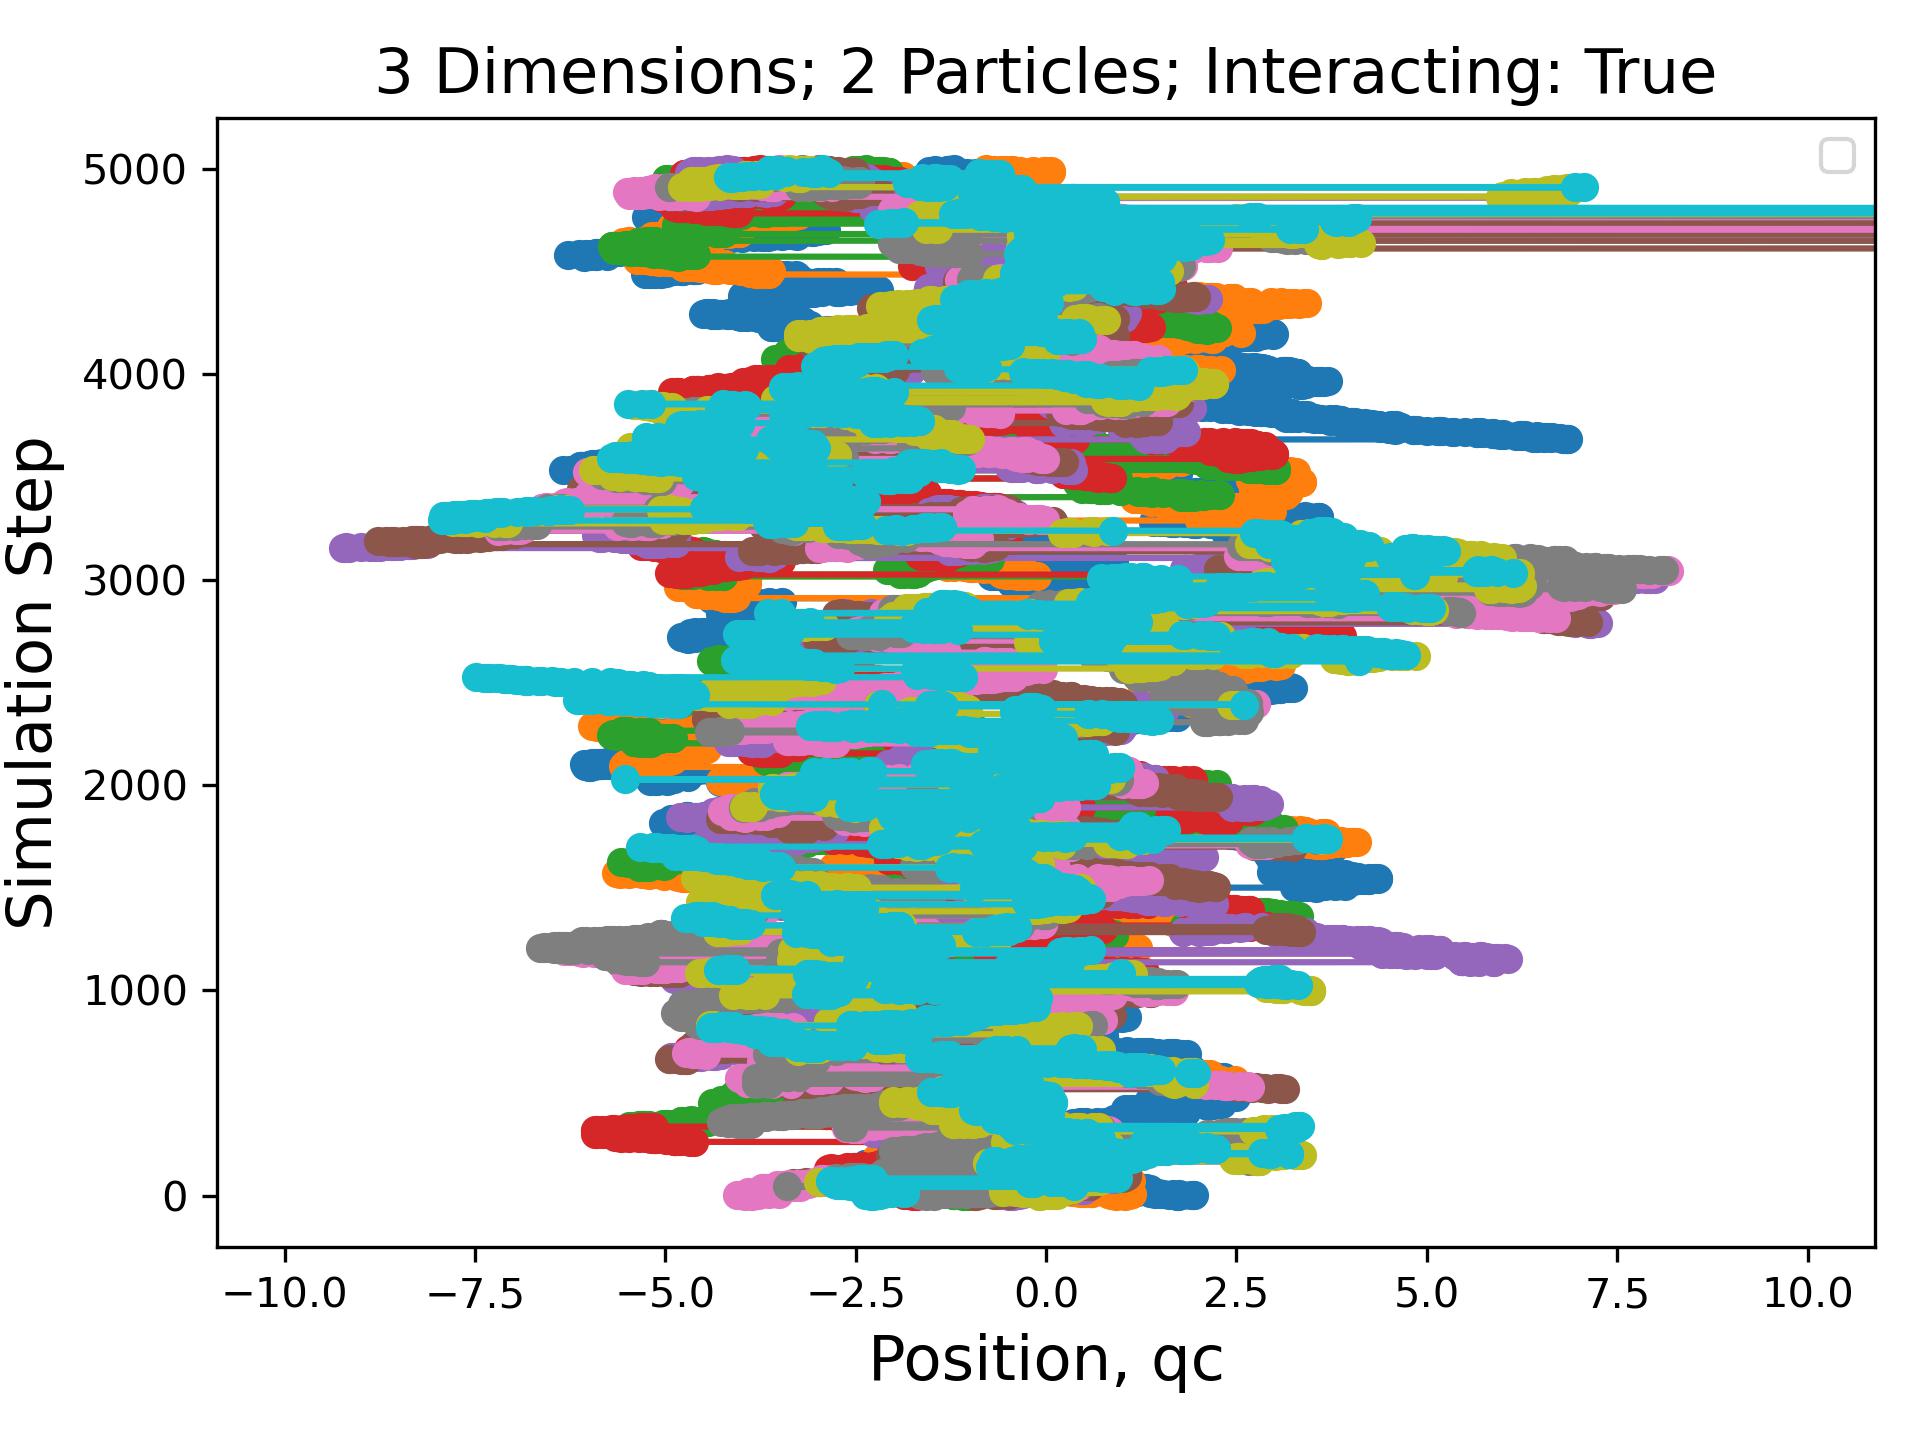 3 Dimensions; 2 Particles; Interacting: True
Simulation Step
5000
4000
3000
2000
1000
0
−10.0 −7.5 −5.0 −2.5 0.0 2.5 5.0 7.5 10.0
Position, qc